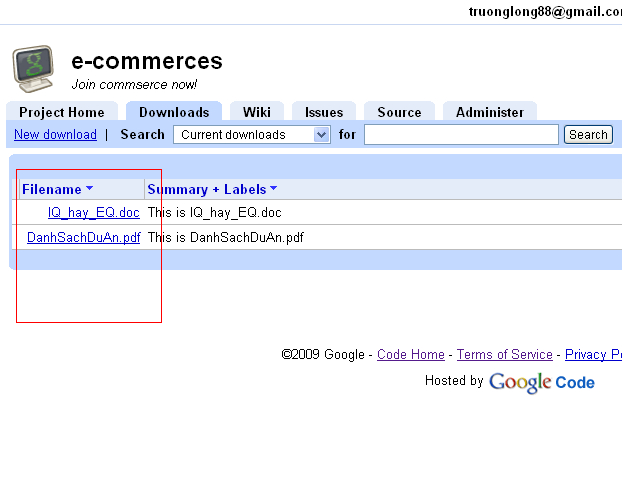 truonglong88@gmail.co
e-commerces
Join commserce now!
Project Home Downloads Wiki Issues Source Administer
New download | Search Current downloads for Search
Filename Summary + Labels
IQ_hay_EQ.doc This is IQ_hay_EQ.doc
DanhSachDuAn.pdf This is DanhSachDuAn.pdf
©2009 Google - Code Home - Terms of Service - Privacy P
Hosted by Google Code